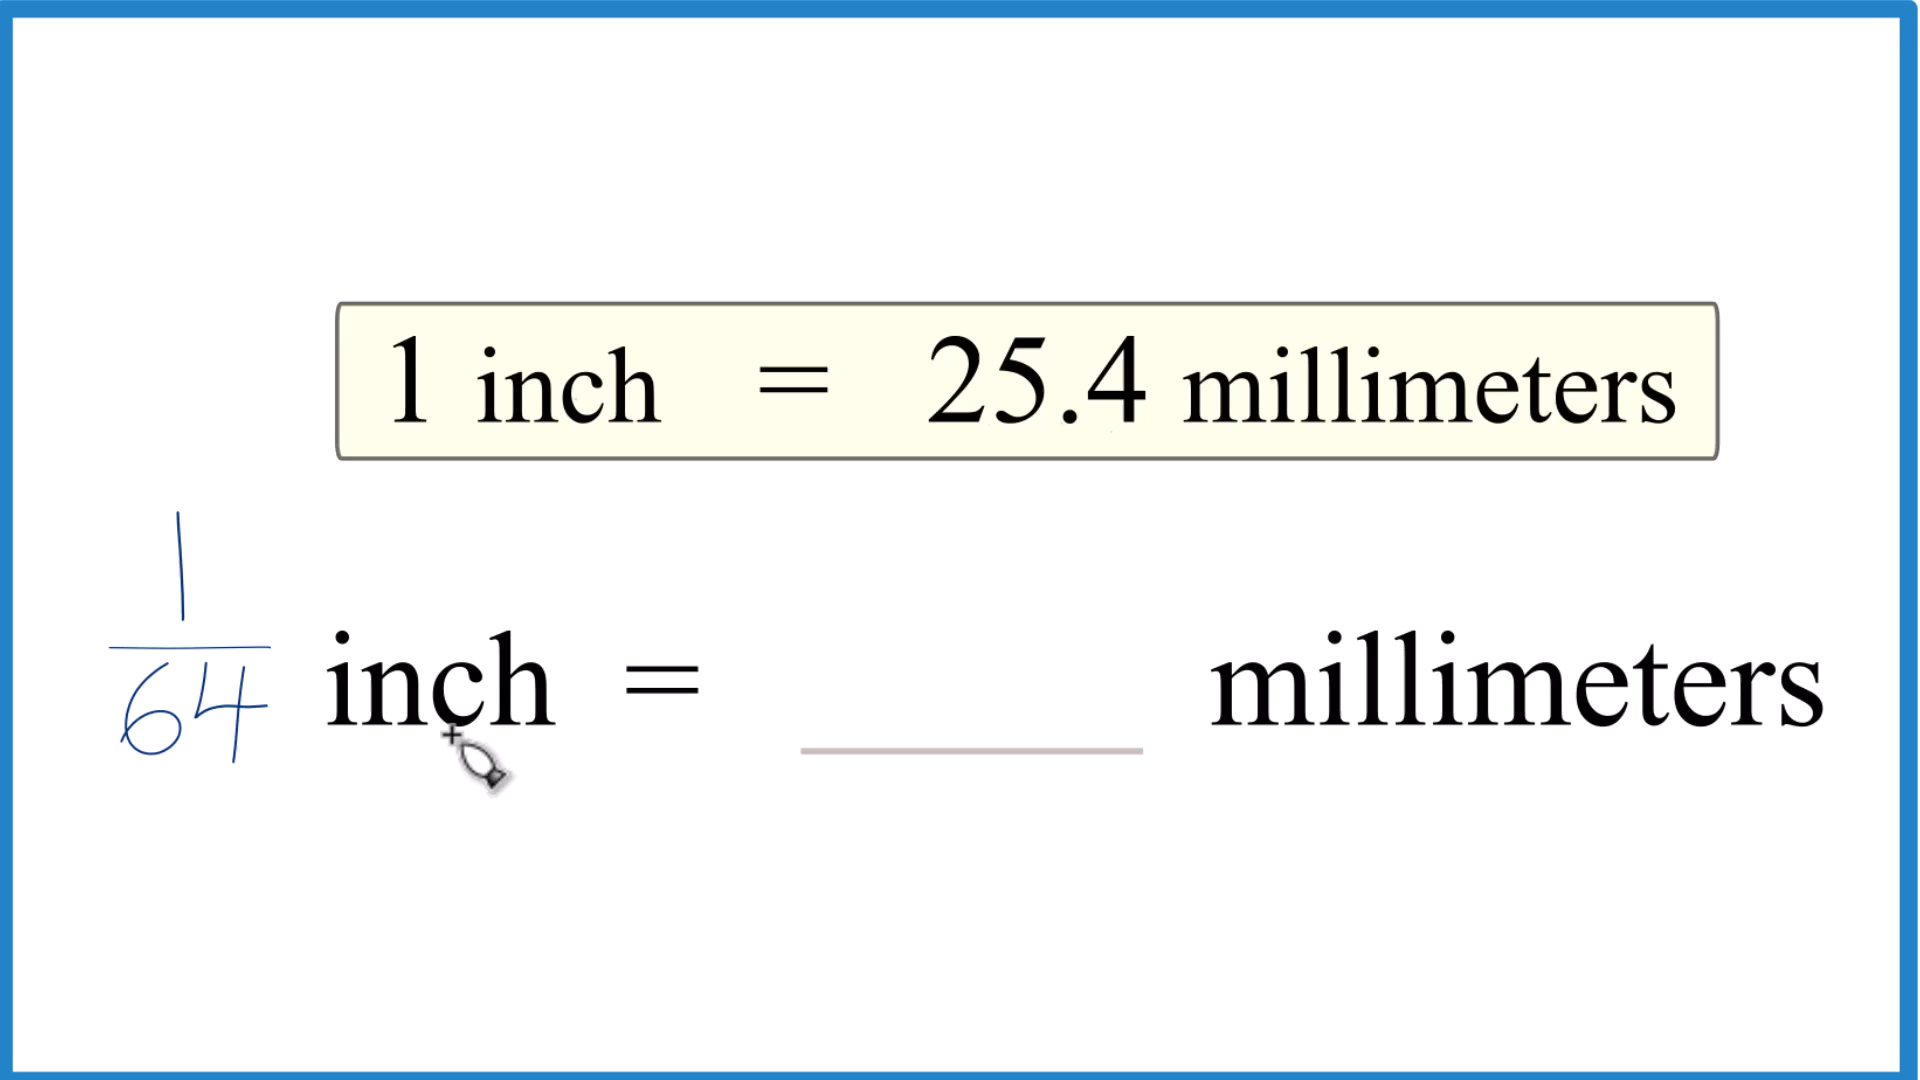 1 inch = 25.4 millimeters
1/64 inch = ______ millimeters